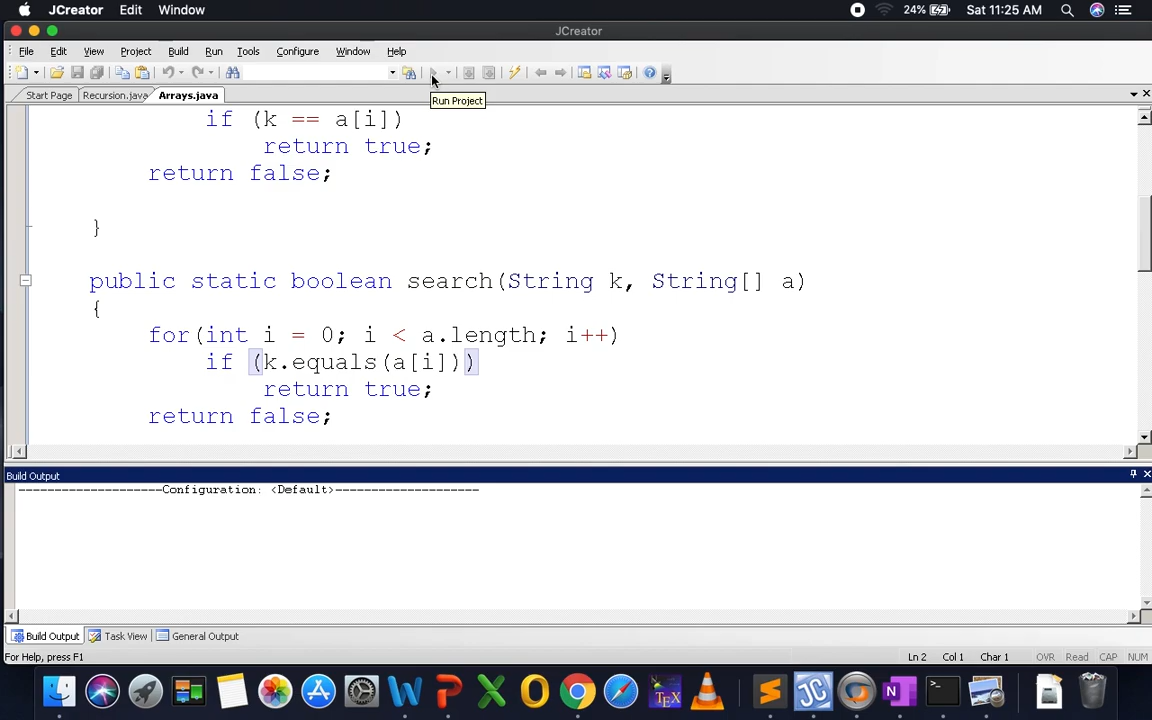 JCreator Edit Window 24% Sat 11:25 AM
JCreator
File Edit View Project Build Run Tools Configure Window Help
Run Project
Start Page Recursion.java Arrays.java
if (k == a[i])
return true;
return false;
}
public static boolean search(String k, String[] a)
{
for(int i = 0; i < a.length; i++)
if (k.equals(a[i]))
return true;
return false;
Build Output
--------------------Configuration: <Default>--------------------
Build Output Task View General Output
For Help, press F1 Ln 2 Col 1 Char 1 OVR Read CAP NUM